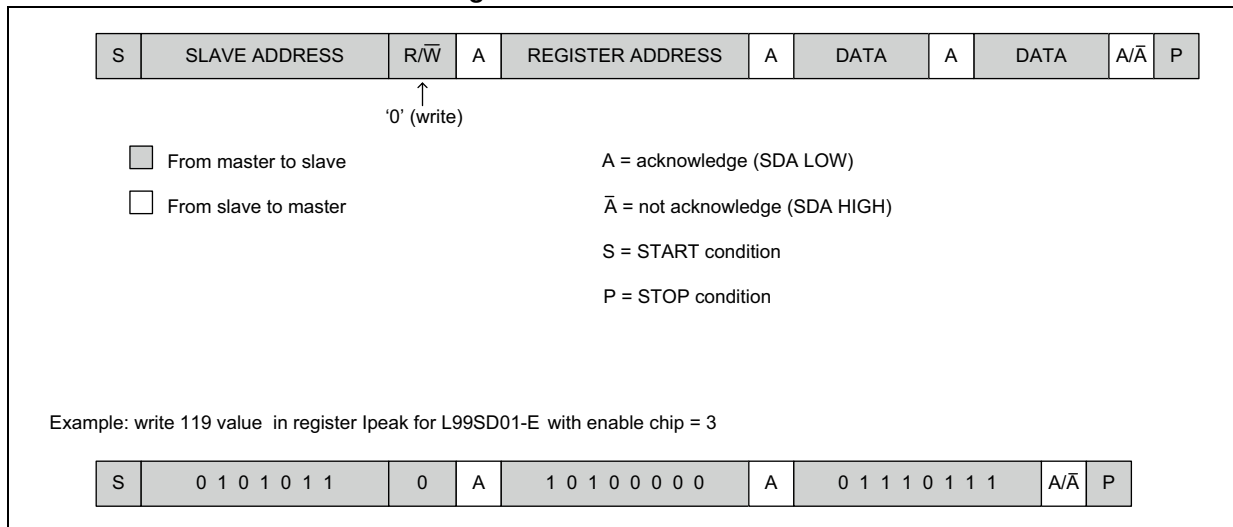 S SLAVE ADDRESS R/W̅ A REGISTER ADDRESS A DATA A DATA A/A̅ P
↑
‘0’ (write)
From master to slave
A = acknowledge (SDA LOW)
From slave to master
A̅ = not acknowledge (SDA HIGH)
S = START condition
P = STOP condition
Example: write 119 value in register Ipeak for L99SD01-E with enable chip = 3
S 0 1 0 1 0 1 1 0 A 1 0 1 0 0 0 0 0 A 0 1 1 1 0 1 1 1 A/A̅ P